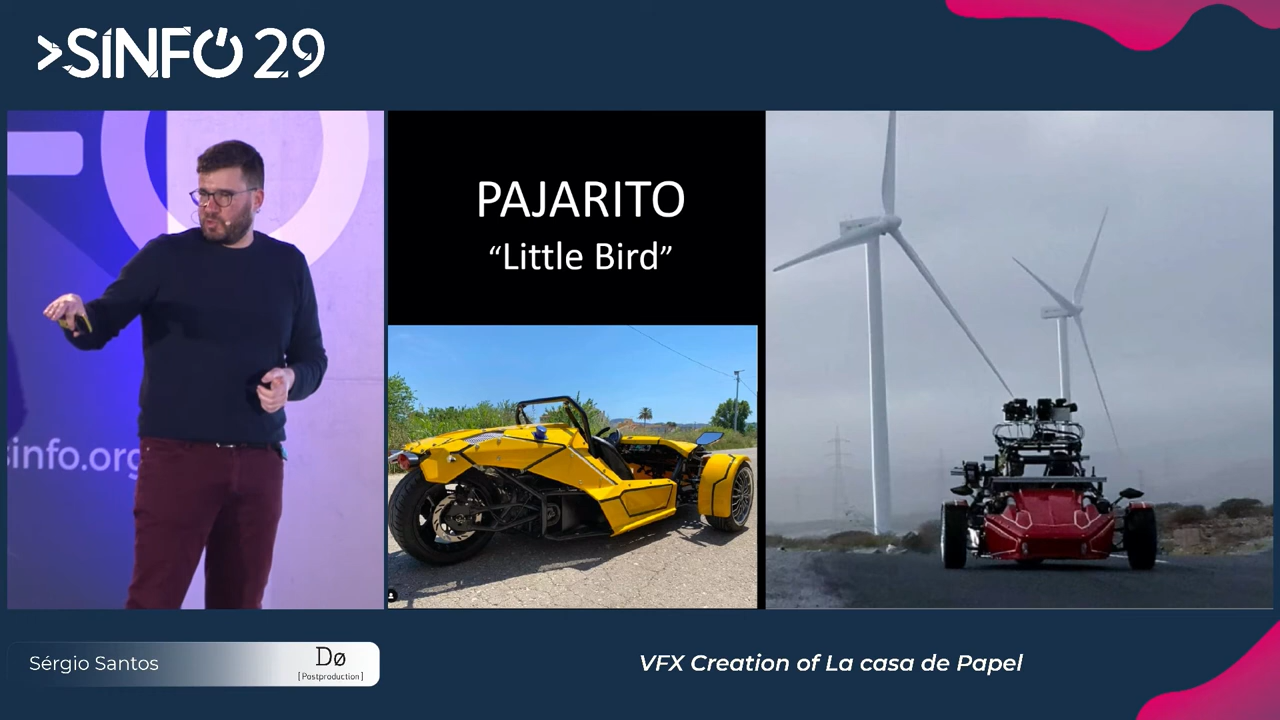 >SINFO 29
PAJARITO
“Little Bird”
sinfo.org
Sérgio Santos
Dø
[Postproduction]
VFX Creation of La casa de Papel